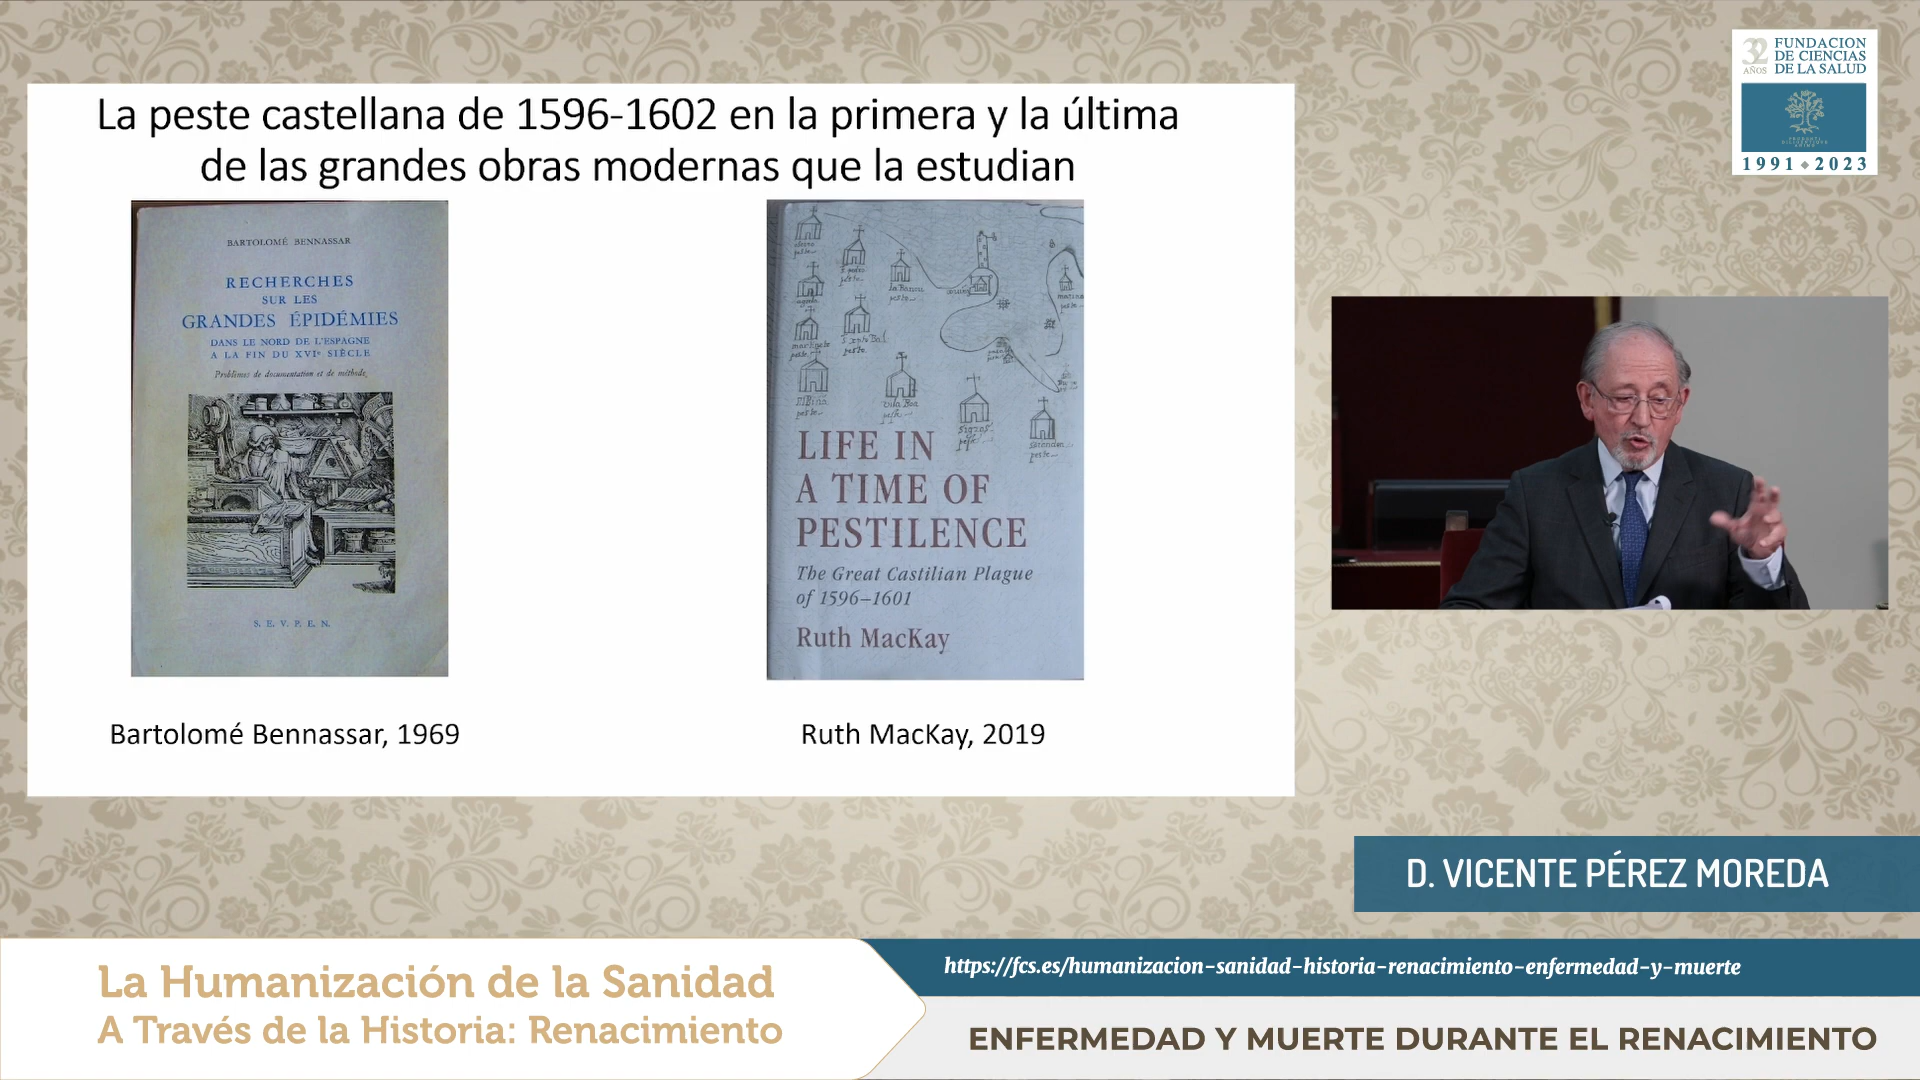 La peste castellana de 1596-1602 en la primera y la última
de las grandes obras modernas que la estudian
BARTOLOMÉ BENNASSAR
RECHERCHES
SUR LES
GRANDES ÉPIDÉMIES
DANS LE NORD DE L'ESPAGNE
A LA FIN DU XVIe SIÈCLE
Problèmes de documentation et de méthode
S. E. V. P. E. N.
Bartolomé Bennassar, 1969
LIFE IN
A TIME OF
PESTILENCE
The Great Castilian Plague
of 1596–1601
Ruth MacKay
Ruth MacKay, 2019
32
AÑOS
FUNDACION
DE CIENCIAS
DE LA SALUD
1991 ◆ 2023
D. VICENTE PÉREZ MOREDA
La Humanización de la Sanidad
A Través de la Historia: Renacimiento
https://fcs.es/humanizacion-sanidad-historia-renacimiento-enfermedad-y-muerte
ENFERMEDAD Y MUERTE DURANTE EL RENACIMIENTO